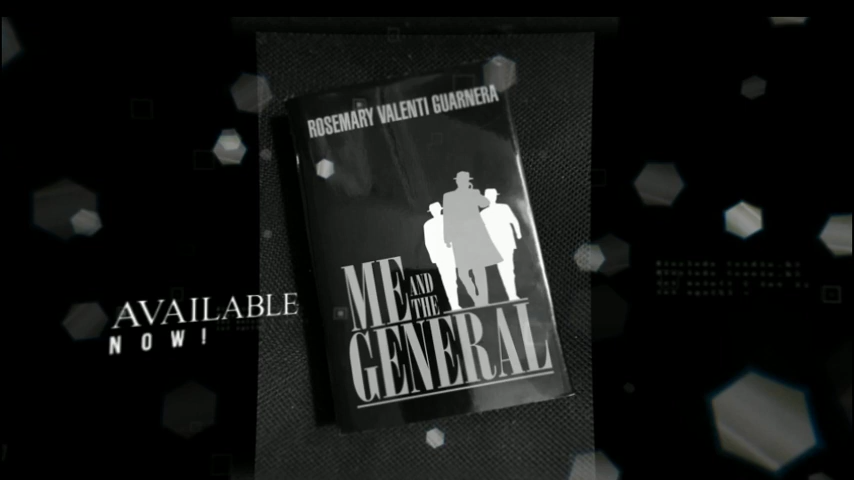 ROSEMARY VALENTI GUARNERA
ME AND THE
GENERAL
AVAILABLE
NOW!